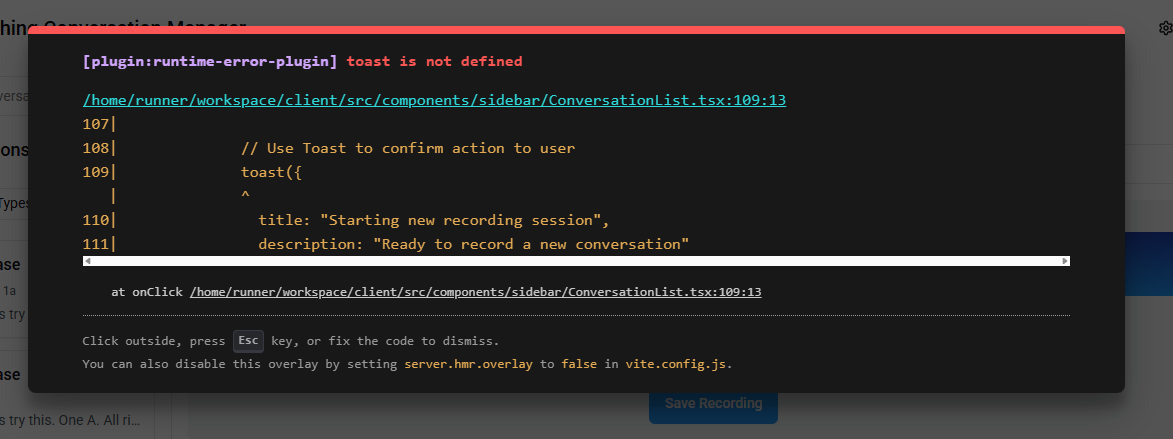 hing Conversation Manager
[plugin:runtime-error-plugin] toast is not defined
/home/runner/workspace/client/src/components/sidebar/ConversationList.tsx:109:13
107|
108|              // Use Toast to confirm action to user
109|              toast({
   |              ^
110|                title: "Starting new recording session",
111|                description: "Ready to record a new conversation"
at onClick /home/runner/workspace/client/src/components/sidebar/ConversationList.tsx:109:13
Click outside, press Esc key, or fix the code to dismiss.
You can also disable this overlay by setting server.hmr.overlay to false in vite.config.js.
versa
ons
Types
ase
1a
s try
ase
s try this. One A. All ri...
Save Recording